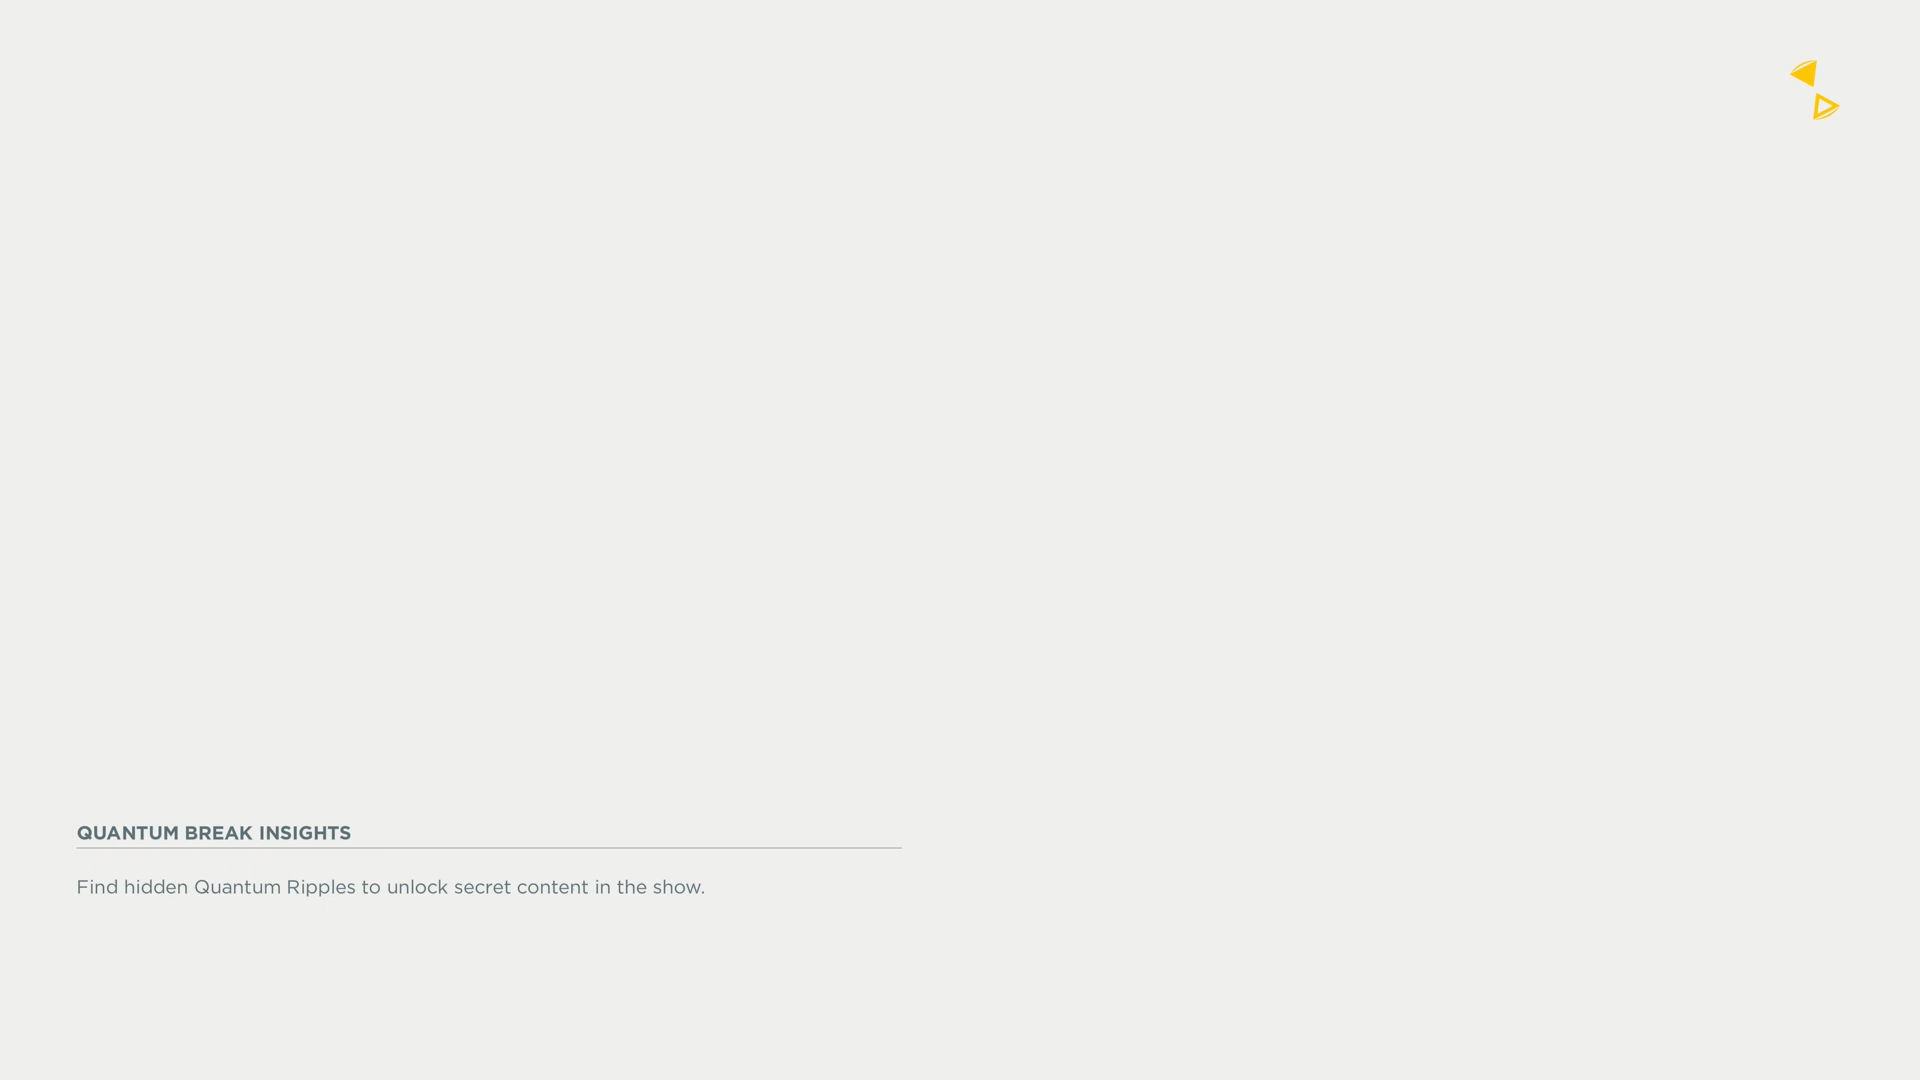 QUANTUM BREAK INSIGHTS
Find hidden Quantum Ripples to unlock secret content in the show.